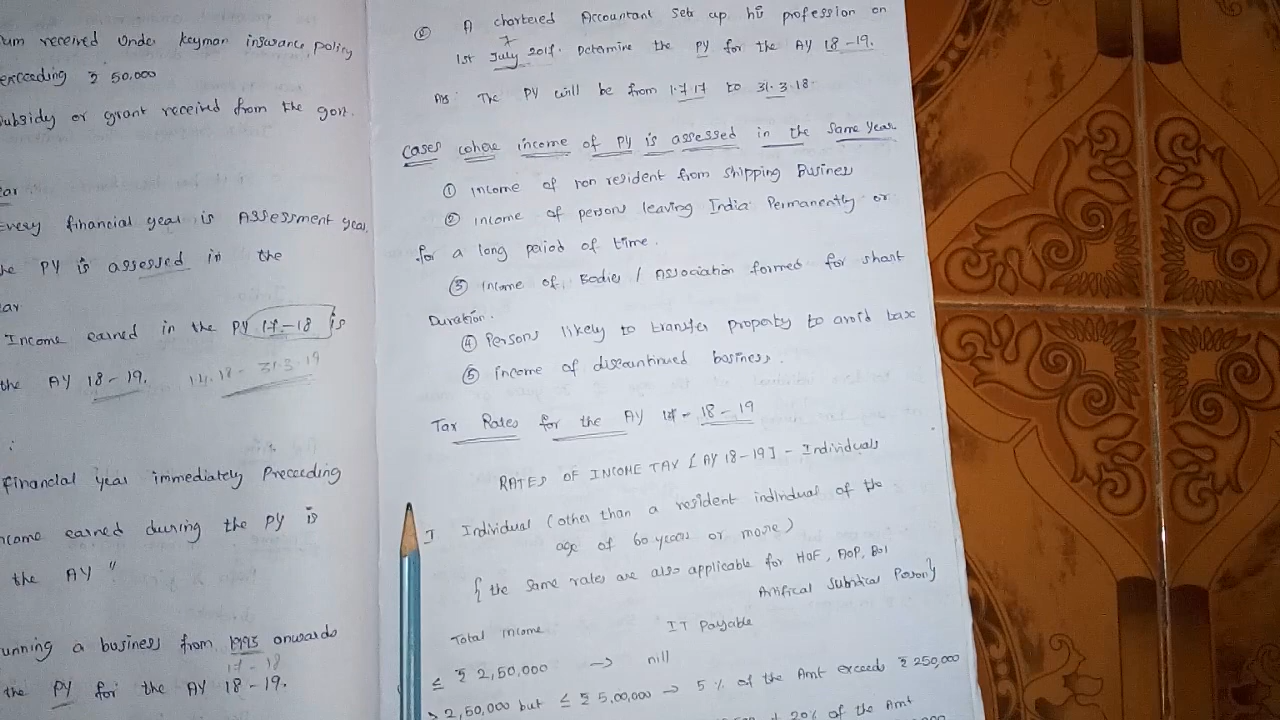 um received Under keyman insurance policy
exceeding ₹ 50,000
ubsidy or grant received from the gov.
ear
Every financial year is Assessment year
he PY is assessed in the
ear
Income earned in the PY 17-18 is
the AY 18-19. 1.4.18 - 31.3.19
:
financial year immediately Preceeding
ncome earned during the PY is
the AY "
unning a business from 1995 onwards
17-18
the PY for the AY 18-19.
② A chartered Accountant sets up his profession on
7
1st July 2017. Determine the PY for the AY 18-19.
Ans: The PY will be from 1.7.17 to 31.3.18.
Cases where income of PY is assessed in the same year
① income of non resident from shipping Business
② income of persons leaving India Permanently or
for a long period of time.
③ Income of Bodies / Association formed for short
Duration.
④ Persons likely to transfer property to avoid tax
⑤ income of discontinued business.
Tax Rates for the AY 18-19
RATES OF INCOME TAX [AY 18-19] - Individuals
I Individual (other than a resident individual of the
age of 60 years or more)
{ the same rates are also applicable for HUF, AOP, BOI
Artifical Juridical Person}
Total income IT Payable
≤ ₹ 2,50,000 → nill
> 2,50,000 but ≤ ₹ 5,00,000 → 5% of the Amt exceeds ₹ 250,000
20% of the Amt